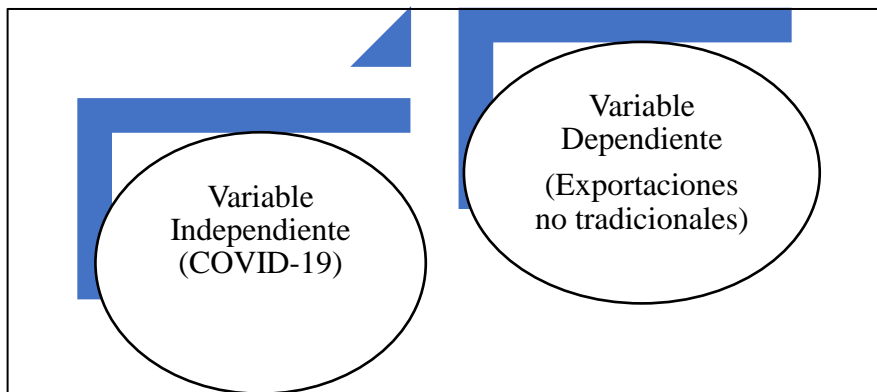 Variable
Independiente
(COVID-19)
Variable
Dependiente
(Exportaciones
no tradicionales)